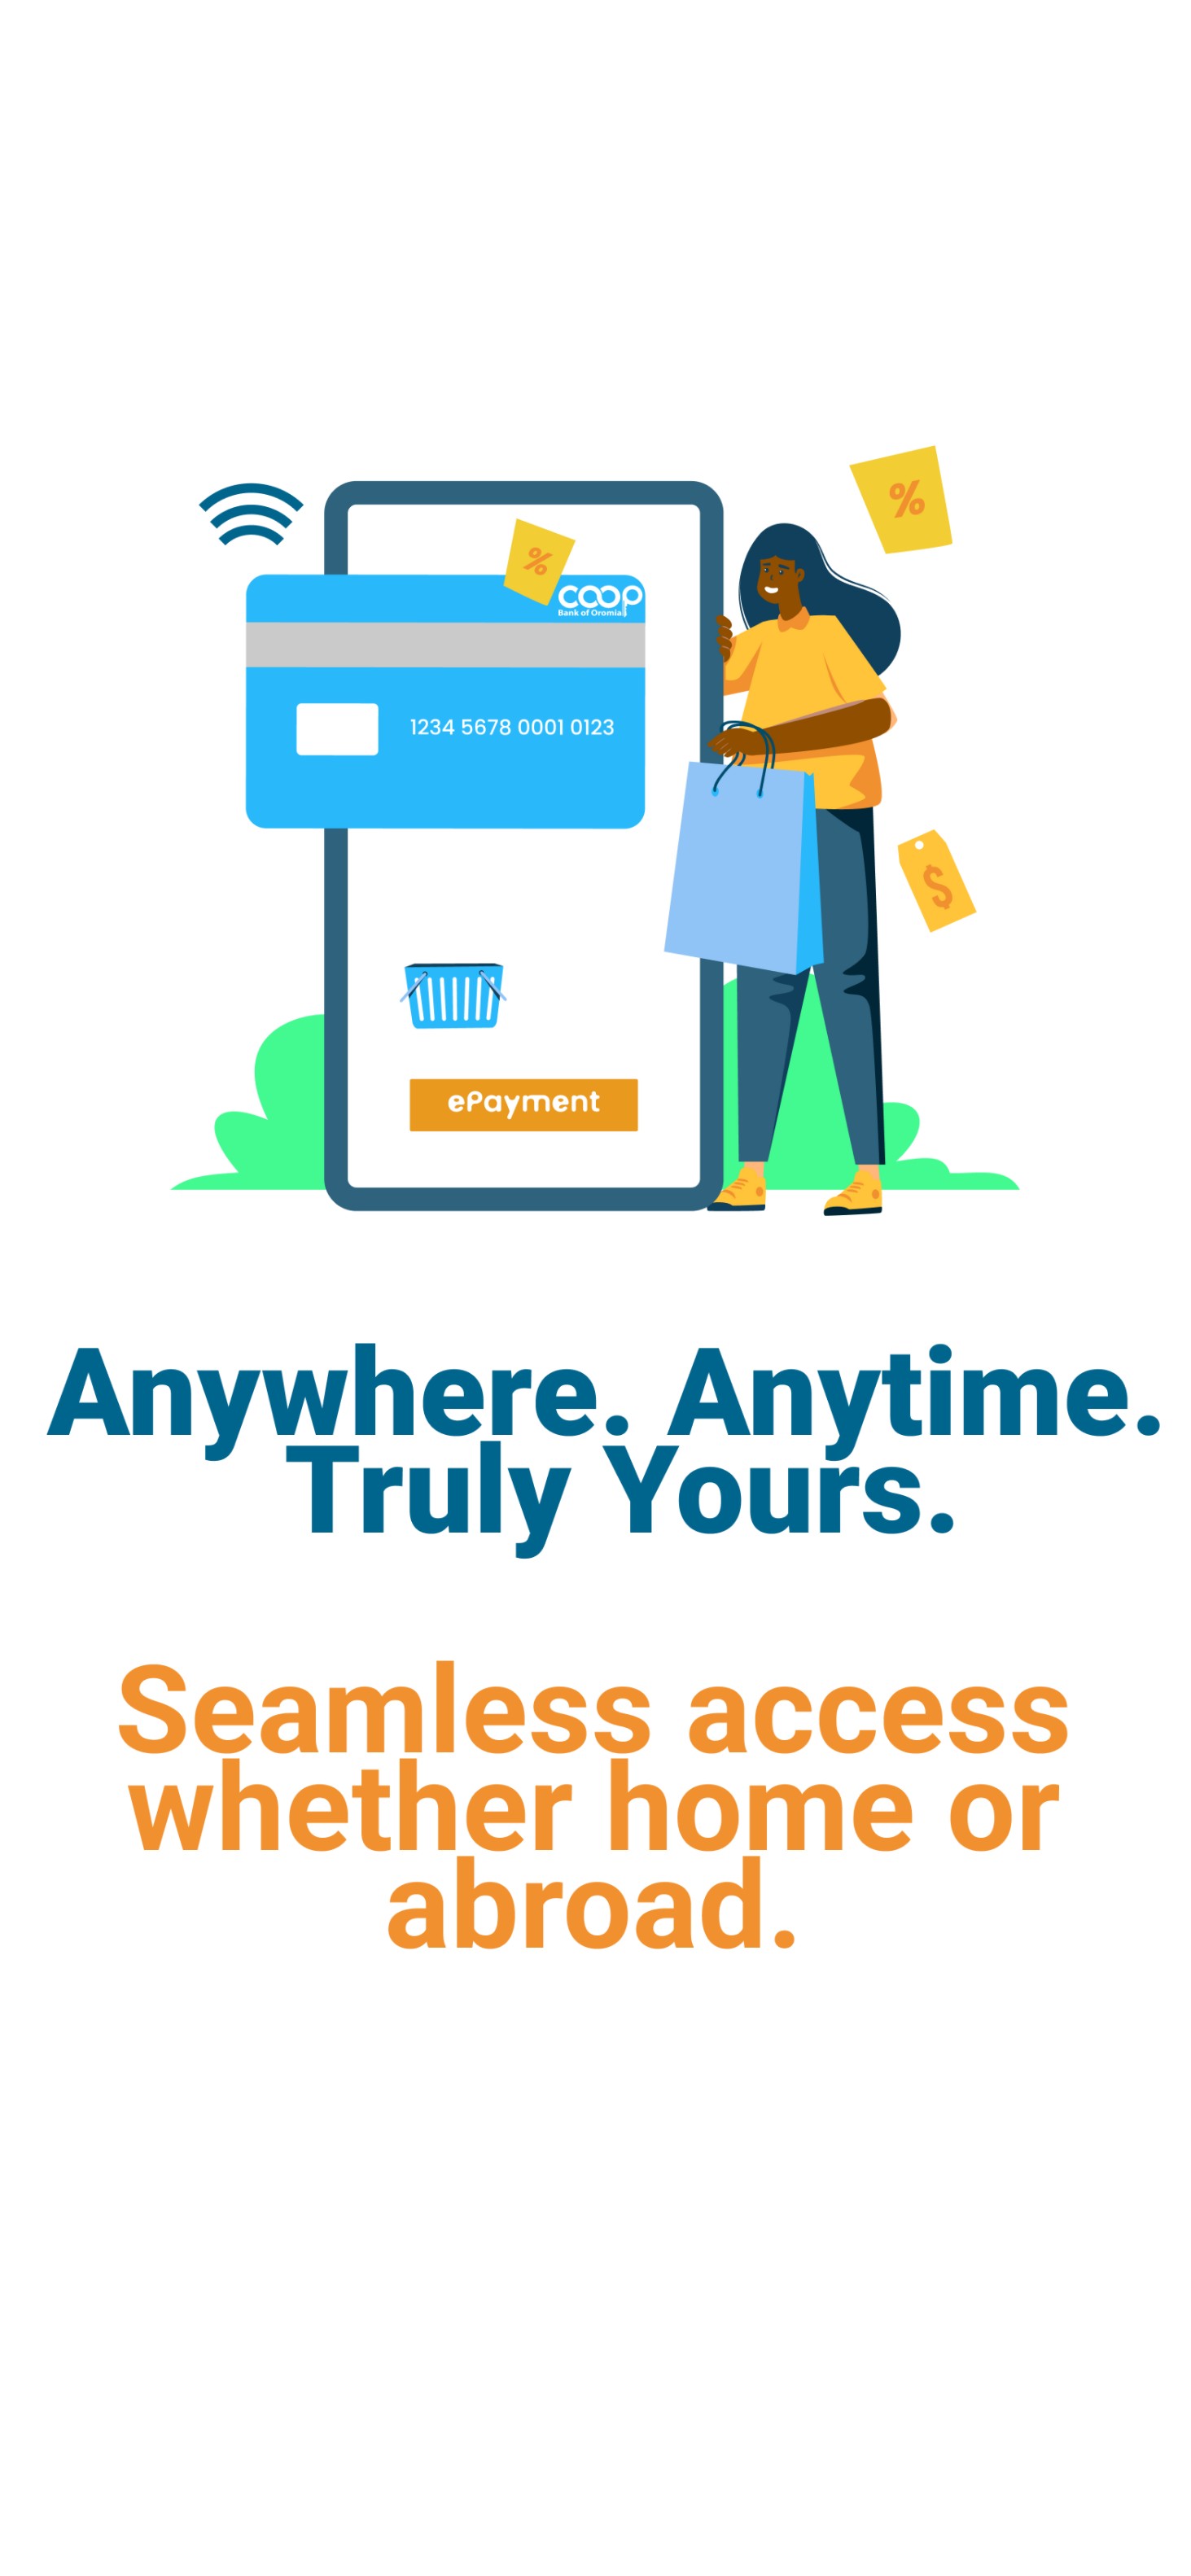 %
%
coop
Bank of Oromia
1234 5678 0001 0123
$
ePayment
Anywhere. Anytime.
Truly Yours.
Seamless access
whether home or
abroad.